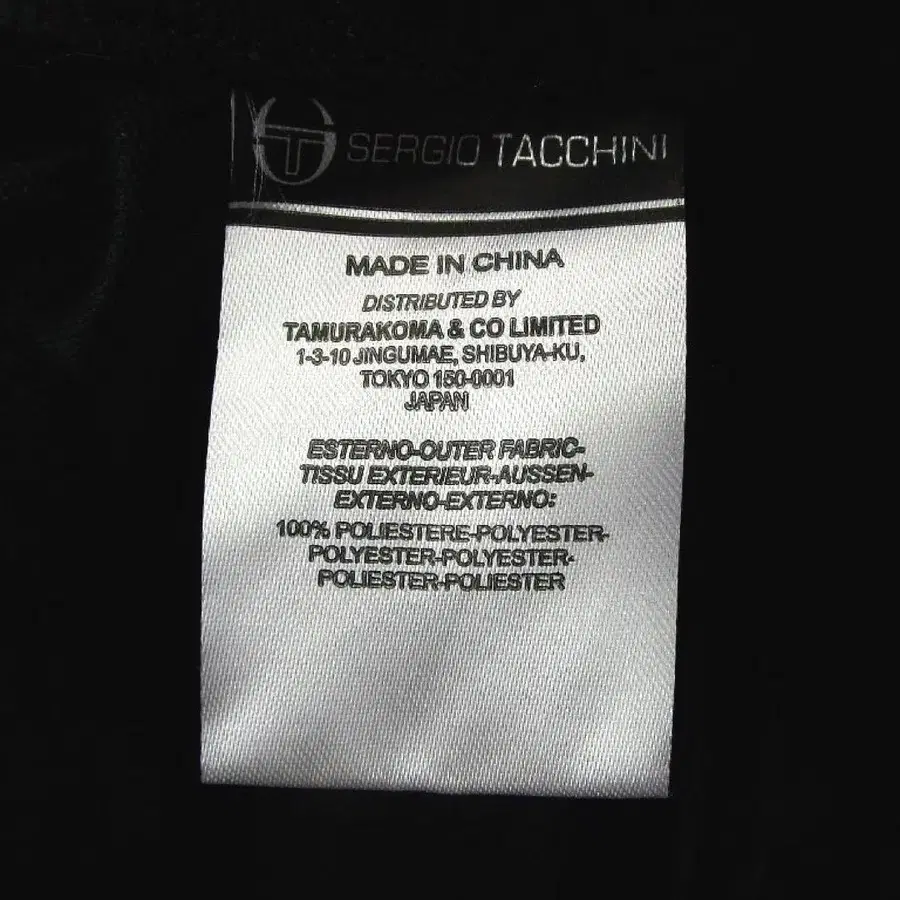 SERGIO TACCHINI
MADE IN CHINA
DISTRIBUTED BY
TAMURAKOMA & CO LIMITED
1-3-10 JINGUMAE, SHIBUYA-KU,
TOKYO 150-0001
JAPAN
ESTERNO-OUTER FABRIC-
TISSU EXTERIEUR-AUSSEN-
EXTERNO-EXTERNO:
100% POLIESTERE-POLYESTER-
POLYESTER-POLYESTER-
POLIESTER-POLIESTER